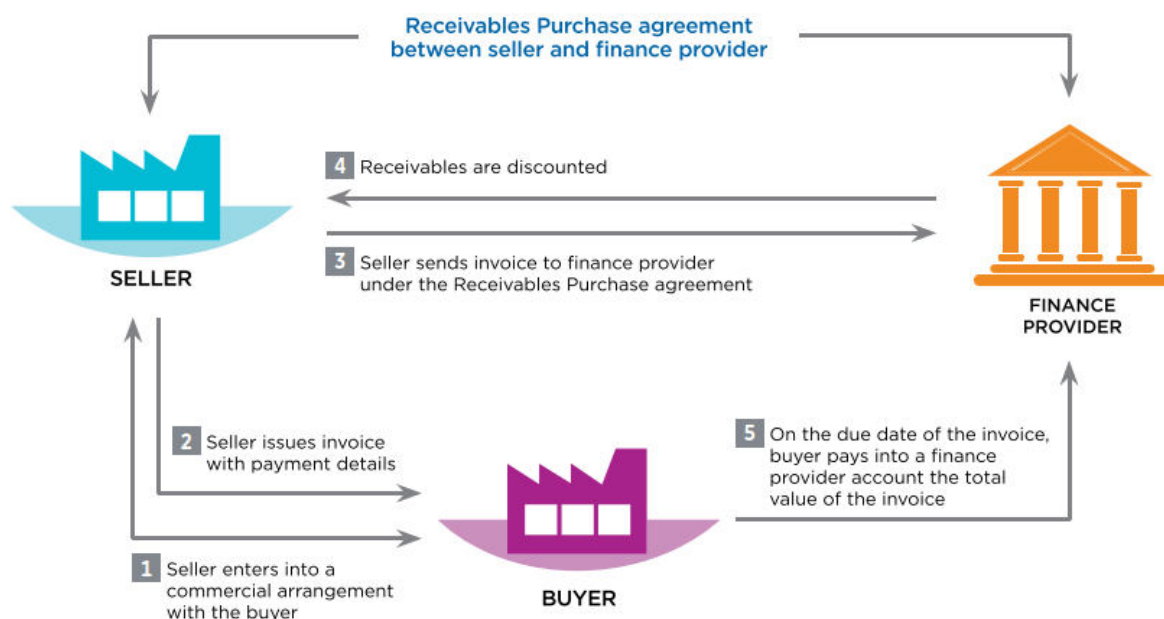 Receivables Purchase agreement
between seller and finance provider
4 Receivables are discounted
3 Seller sends invoice to finance provider
under the Receivables Purchase agreement
SELLER
FINANCE
PROVIDER
2 Seller issues invoice
with payment details
5 On the due date of the invoice,
buyer pays into a finance
provider account the total
value of the invoice
1 Seller enters into a
commercial arrangement
with the buyer
BUYER